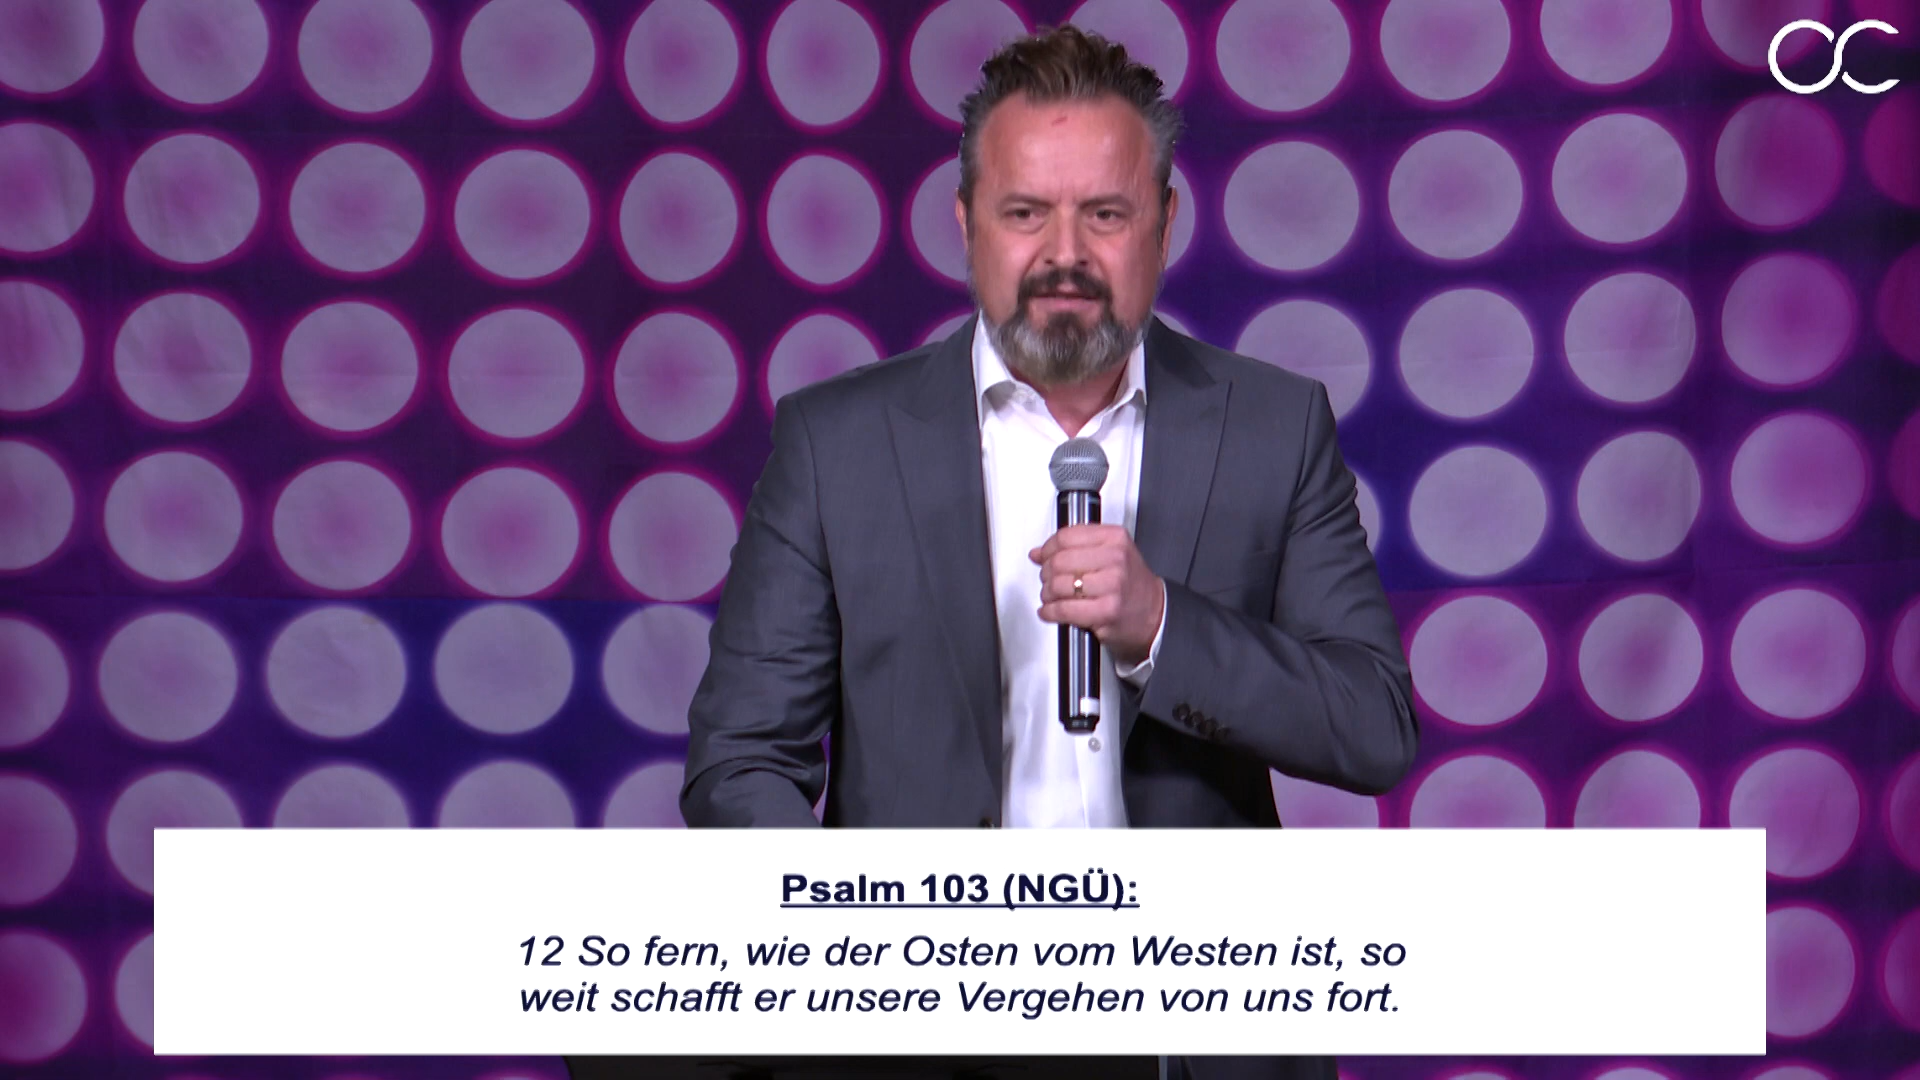 OC
Psalm 103 (NGÜ):
12 So fern, wie der Osten vom Westen ist, so
weit schafft er unsere Vergehen von uns fort.